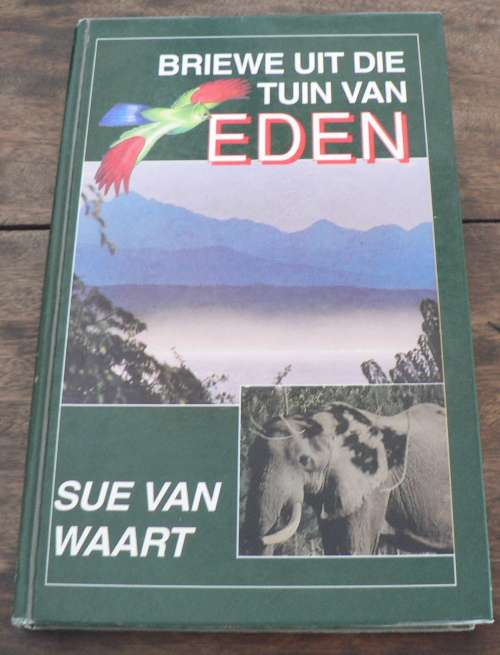 BRIEWE UIT DIE
TUIN VAN
EDEN
SUE VAN
WAART